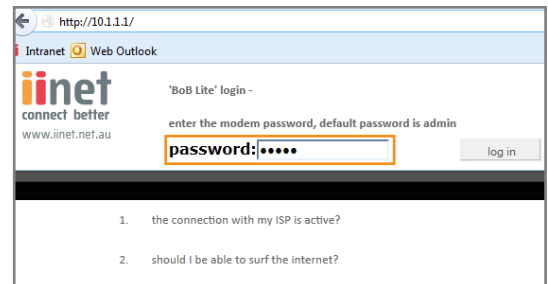 http://10.1.1.1/
Intranet Web Outlook
iinet
connect better
www.iinet.net.au
'BoB Lite' login -
enter the modem password, default password is admin
password: •••••
log in
1. the connection with my ISP is active?
2. should I be able to surf the internet?